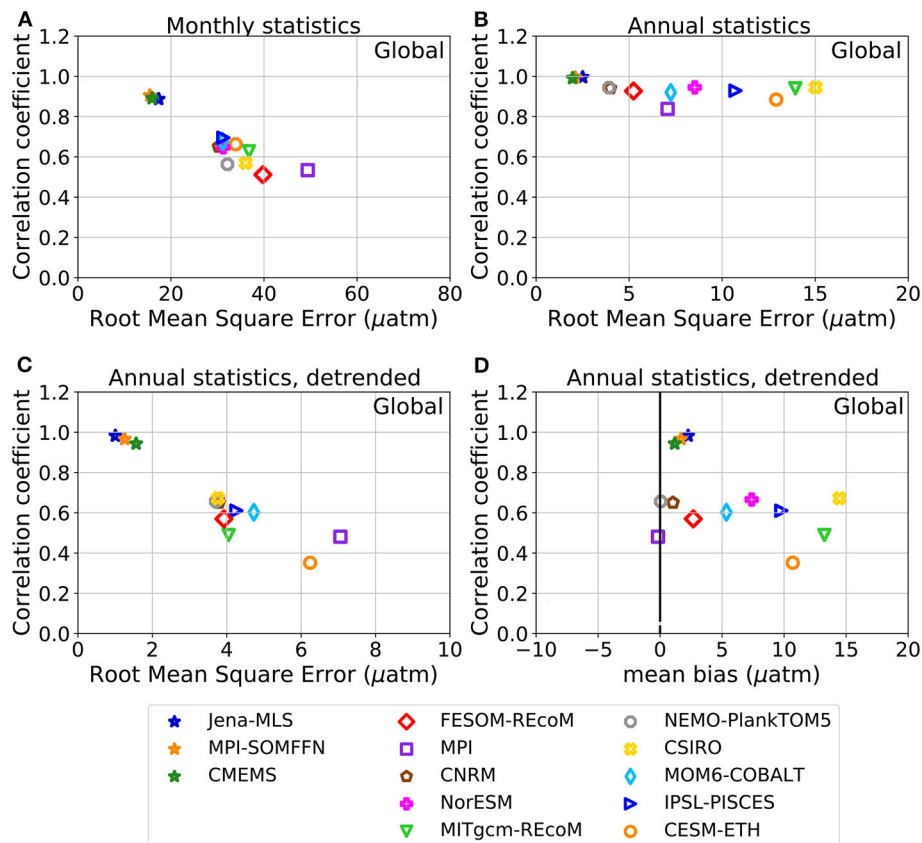 A
Monthly statistics
Global
Correlation coefficient
1.2
1.0
0.8
0.6
0.4
0.2
0.0
20 40 60 80
Root Mean Square Error (μatm)
B
Annual statistics
Global
Correlation coefficient
1.2
1.0
0.8
0.6
0.4
0.2
0.0
0 5 10 15 20
Root Mean Square Error (μatm)
C
Annual statistics, detrended
Global
Correlation coefficient
1.2
1.0
0.8
0.6
0.4
0.2
0.0
0 2 4 6 8 10
Root Mean Square Error (μatm)
D
Annual statistics, detrended
Global
Correlation coefficient
1.2
1.0
0.8
0.6
0.4
0.2
0.0
−10 −5 0 5 10 15 20
mean bias (μatm)
Jena-MLS
MPI-SOMFFN
CMEMS
FESOM-REcoM
MPI
CNRM
NorESM
MITgcm-REcoM
NEMO-PlankTOM5
CSIRO
MOM6-COBALT
IPSL-PISCES
CESM-ETH